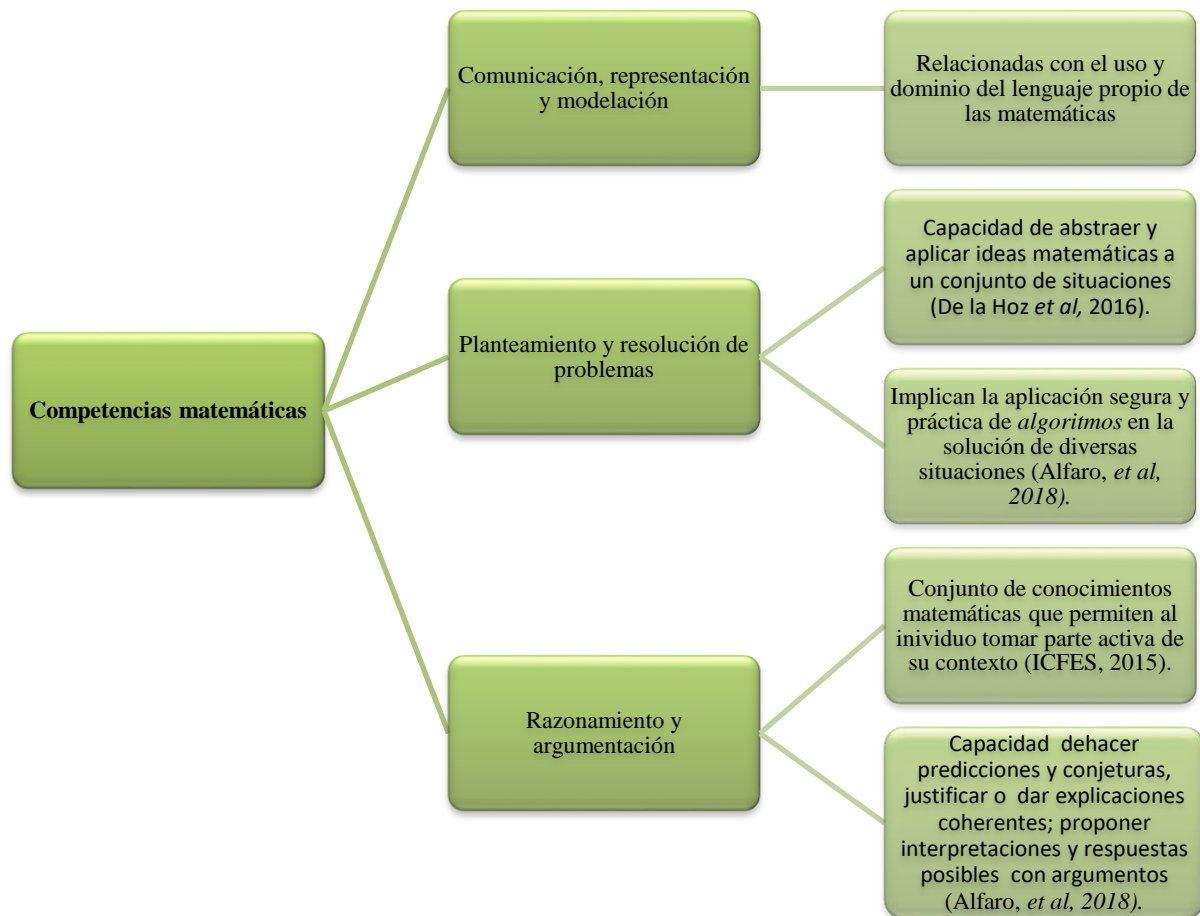 Competencias matemáticas
Comunicación, representación
y modelación
Relacionadas con el uso y
dominio del lenguaje propio de
las matemáticas
Planteamiento y resolución de
problemas
Capacidad de abstraer y
aplicar ideas matemáticas a
un conjunto de situaciones
(De la Hoz et al, 2016).
Implican la aplicación segura y
práctica de algoritmos en la
solución de diversas
situaciones (Alfaro, et al,
2018).
Razonamiento y
argumentación
Conjunto de conocimientos
matemáticas que permiten al
inividuo tomar parte activa de
su contexto (ICFES, 2015).
Capacidad dehacer
predicciones y conjeturas,
justificar o dar explicaciones
coherentes; proponer
interpretaciones y respuestas
posibles con argumentos
(Alfaro, et al, 2018).